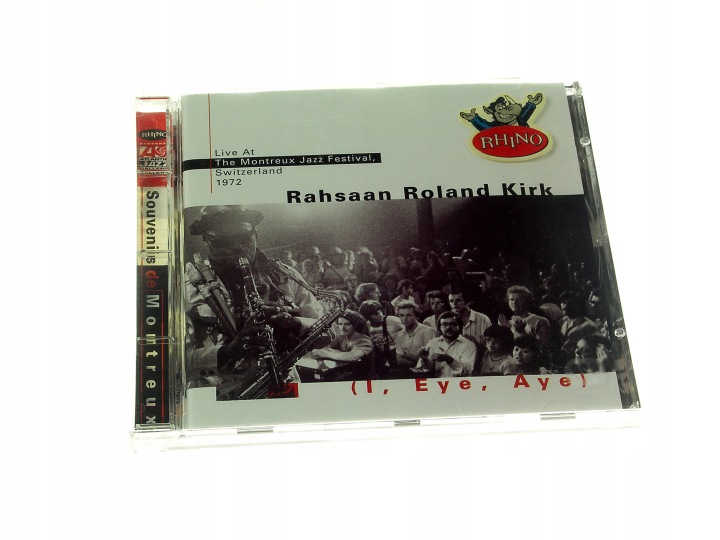 Live At
The Montreux Jazz Festival,
Switzerland
1972
Rahsaan Roland Kirk
RHINO
(I, Eye, Aye)
RHINO
Souvenirs de Montreux